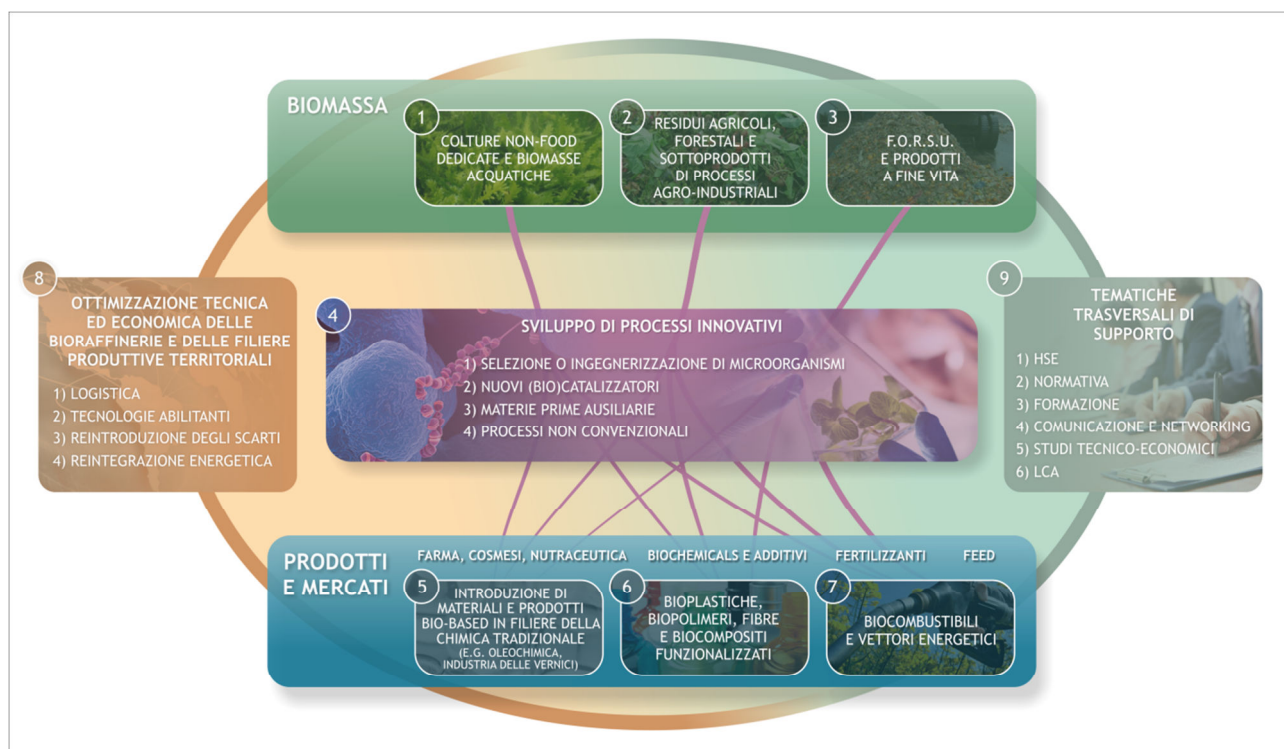 BIOMASSA
1
COLTURE NON-FOOD
DEDICATE E BIOMASSE
ACQUATICHE
2
RESIDUI AGRICOLI,
FORESTALI E
SOTTOPRODOTTI
DI PROCESSI
AGRO-INDUSTRIALI
3
F.O.R.S.U.
E PRODOTTI
A FINE VITA
8
OTTIMIZZAZIONE TECNICA
ED ECONOMICA DELLE
BIORAFFINERIE E DELLE FILIERE
PRODUTTIVE TERRITORIALI
1) LOGISTICA
2) TECNOLOGIE ABILITANTI
3) REINTRODUZIONE DEGLI SCARTI
4) REINTEGRAZIONE ENERGETICA
4
SVILUPPO DI PROCESSI INNOVATIVI
1) SELEZIONE O INGEGNERIZZAZIONE DI MICROORGANISMI
2) NUOVI (BIO)CATALIZZATORI
3) MATERIE PRIME AUSILIARIE
4) PROCESSI NON CONVENZIONALI
9
TEMATICHE
TRASVERSALI DI
SUPPORTO
1) HSE
2) NORMATIVA
3) FORMAZIONE
4) COMUNICAZIONE E NETWORKING
5) STUDI TECNICO-ECONOMICI
6) LCA
PRODOTTI
E MERCATI
FARMA, COSMESI, NUTRACEUTICA
BIOCHEMICALS E ADDITIVI
FERTILIZZANTI
FEED
5
INTRODUZIONE DI
MATERIALI E PRODOTTI
BIO-BASED IN FILIERE DELLA
CHIMICA TRADIZIONALE
(E.G. OLEOCHIMICA,
INDUSTRIA DELLE VERNICI)
6
BIOPLASTICHE,
BIOPOLIMERI, FIBRE
E BIOCOMPOSITI
FUNZIONALIZZATI
7
BIOCOMBUSTIBILI
E VETTORI ENERGETICI